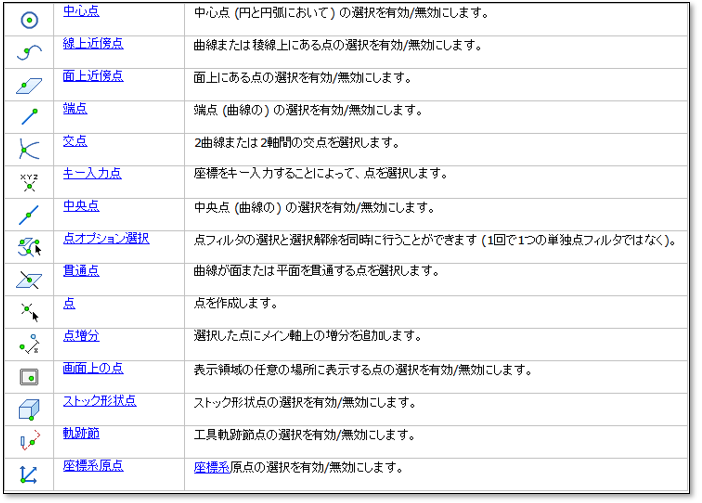 中心点 中心点 (円と円弧において) の選択を有効/無効にします。
線上近傍点 曲線または稜線上にある点の選択を有効/無効にします。
面上近傍点 面上にある点の選択を有効/無効にします。
端点 端点 (曲線の) の選択を有効/無効にします。
交点 2曲線または2軸間の交点を選択します。
XYZ キー入力点 座標をキー入力することによって、点を選択します。
中央点 中央点 (曲線の) の選択を有効/無効にします。
点オプション選択 点フィルタの選択と選択解除を同時に行うことができます (1回で1つの単独点フィルタではなく)。
貫通点 曲線が面または平面を貫通する点を選択します。
点 点を作成します。
点増分 選択した点にメイン軸上の増分を追加します。
画面上の点 表示領域の任意の場所に表示する点の選択を有効/無効にします。
ストック形状点 ストック形状点の選択を有効/無効にします。
軌跡節 工具軌跡節点の選択を有効/無効にします。
座標系原点 座標系原点の選択を有効/無効にします。